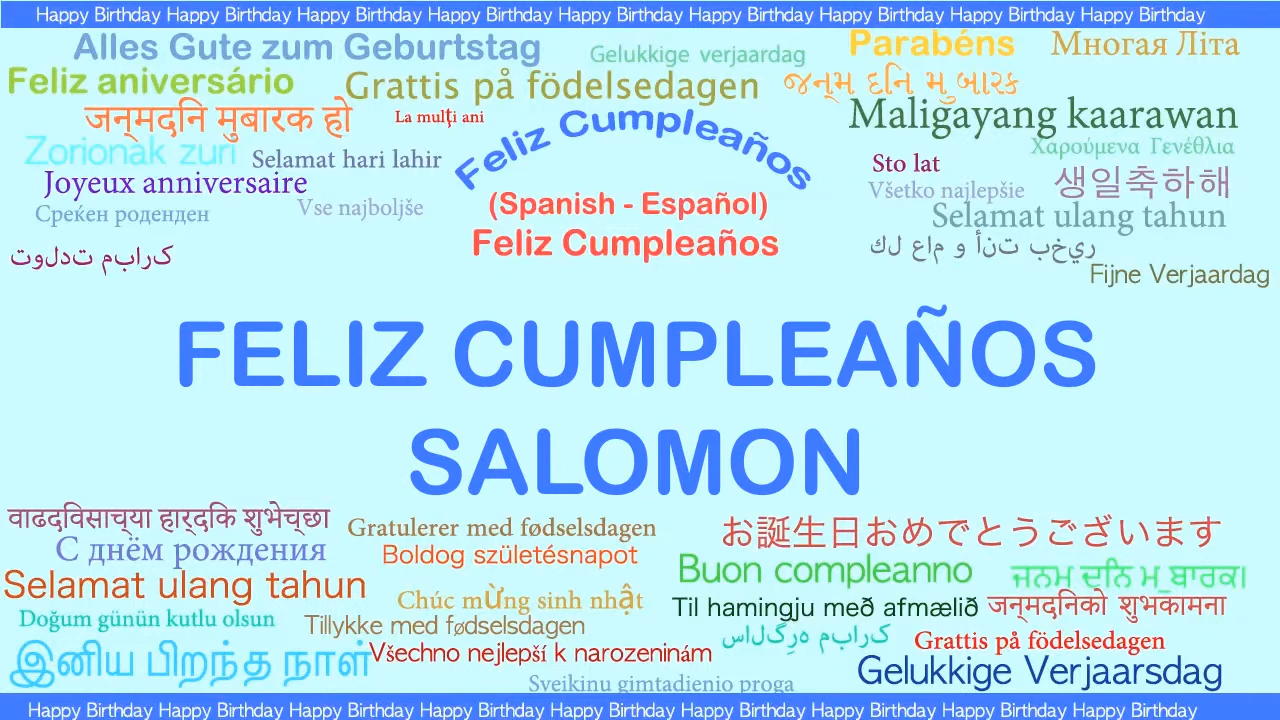 Happy Birthday Happy Birthday Happy Birthday Happy Birthday Happy Birthday Happy Birthday Happy Birthday Happy Birthday Happy Birthday
Alles Gute zum Geburtstag
Gelukkige verjaardag
Parabéns
Многая Літа
Feliz aniversário
Grattis på födelsedagen
જન્મ દિન મુબારક
जन्मदिन मुबारक हो
La mulţi ani
Feliz Cumpleaños
Maligayang kaarawan
Zorionak zuri
Selamat hari lahir
Χαρούμενα Γενέθλια
Sto lat
Joyeux anniversaire
(Spanish - Español)
Všetko najlepšie
생일축하해
Среќен роденден
Vse najboljše
Selamat ulang tahun
Feliz Cumpleaños
تولدت مبارک
كل عام و أنت بخير
Fijne Verjaardag
FELIZ CUMPLEAÑOS
SALOMON
वाढदिवसाच्या हार्दिक शुभेच्छा
Gratulerer med fødselsdagen
お誕生日おめでとうございます
С днём рождения
Boldog születésnapot
Buon compleanno
ਜਨਮ ਦਨਿ ਮੁਬਾਰਕ।
Selamat ulang tahun
Chúc mừng sinh nhật
Til hamingju með afmælið
जन्मदिनको शुभकामना
Doğum günün kutlu olsun
Tillykke med fødselsdagen
سالگرہ مبارک
Grattis på födelsedagen
இனிய பிறந்த நாள்
Všechno nejlepší k narozeninám
Gelukkige Verjaarsdag
Sveikinu gimtadienio proga
Happy Birthday Happy Birthday Happy Birthday Happy Birthday Happy Birthday Happy Birthday Happy Birthday Happy Birthday Happy Birthday